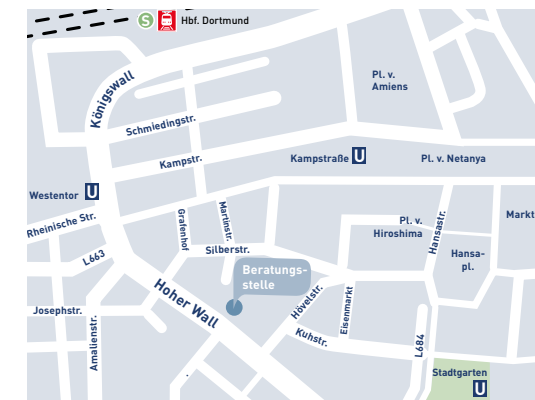 S
Hbf. Dortmund
Königswall
Pl. v.
Amiens
Schmiedingstr.
Kampstr.
Kampstraße U
Pl. v. Netanya
Westentor U
Rheinische Str.
Grafenhof
Martinstr.
Pl. v.
Hiroshima
Hansastr.
Markt
L663
Silberstr.
Hansa-
pl.
Beratungs-
stelle
Hoher Wall
Hövelstr.
Eisenmarkt
Josephstr.
Amalienstr.
Kuhstr.
L684
Stadtgarten
U